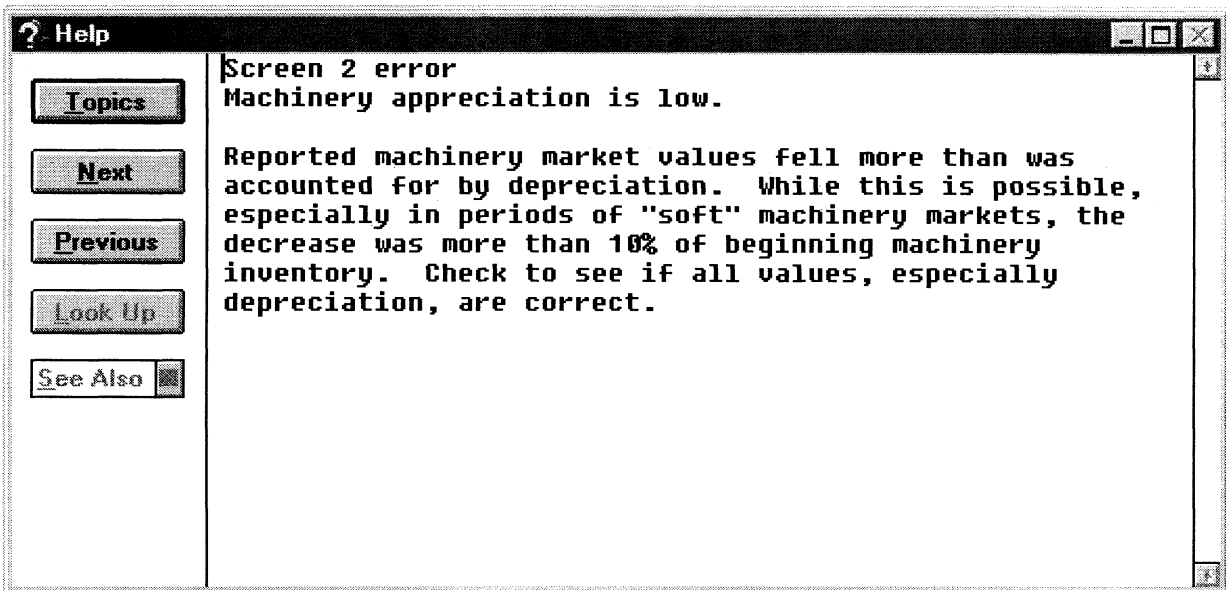 ? Help
Topics
Next
Previous
Look Up
See Also
Screen 2 error
Machinery appreciation is low.
Reported machinery market values fell more than was
accounted for by depreciation.  While this is possible,
especially in periods of "soft" machinery markets, the
decrease was more than 10% of beginning machinery
inventory.  Check to see if all values, especially
depreciation, are correct.